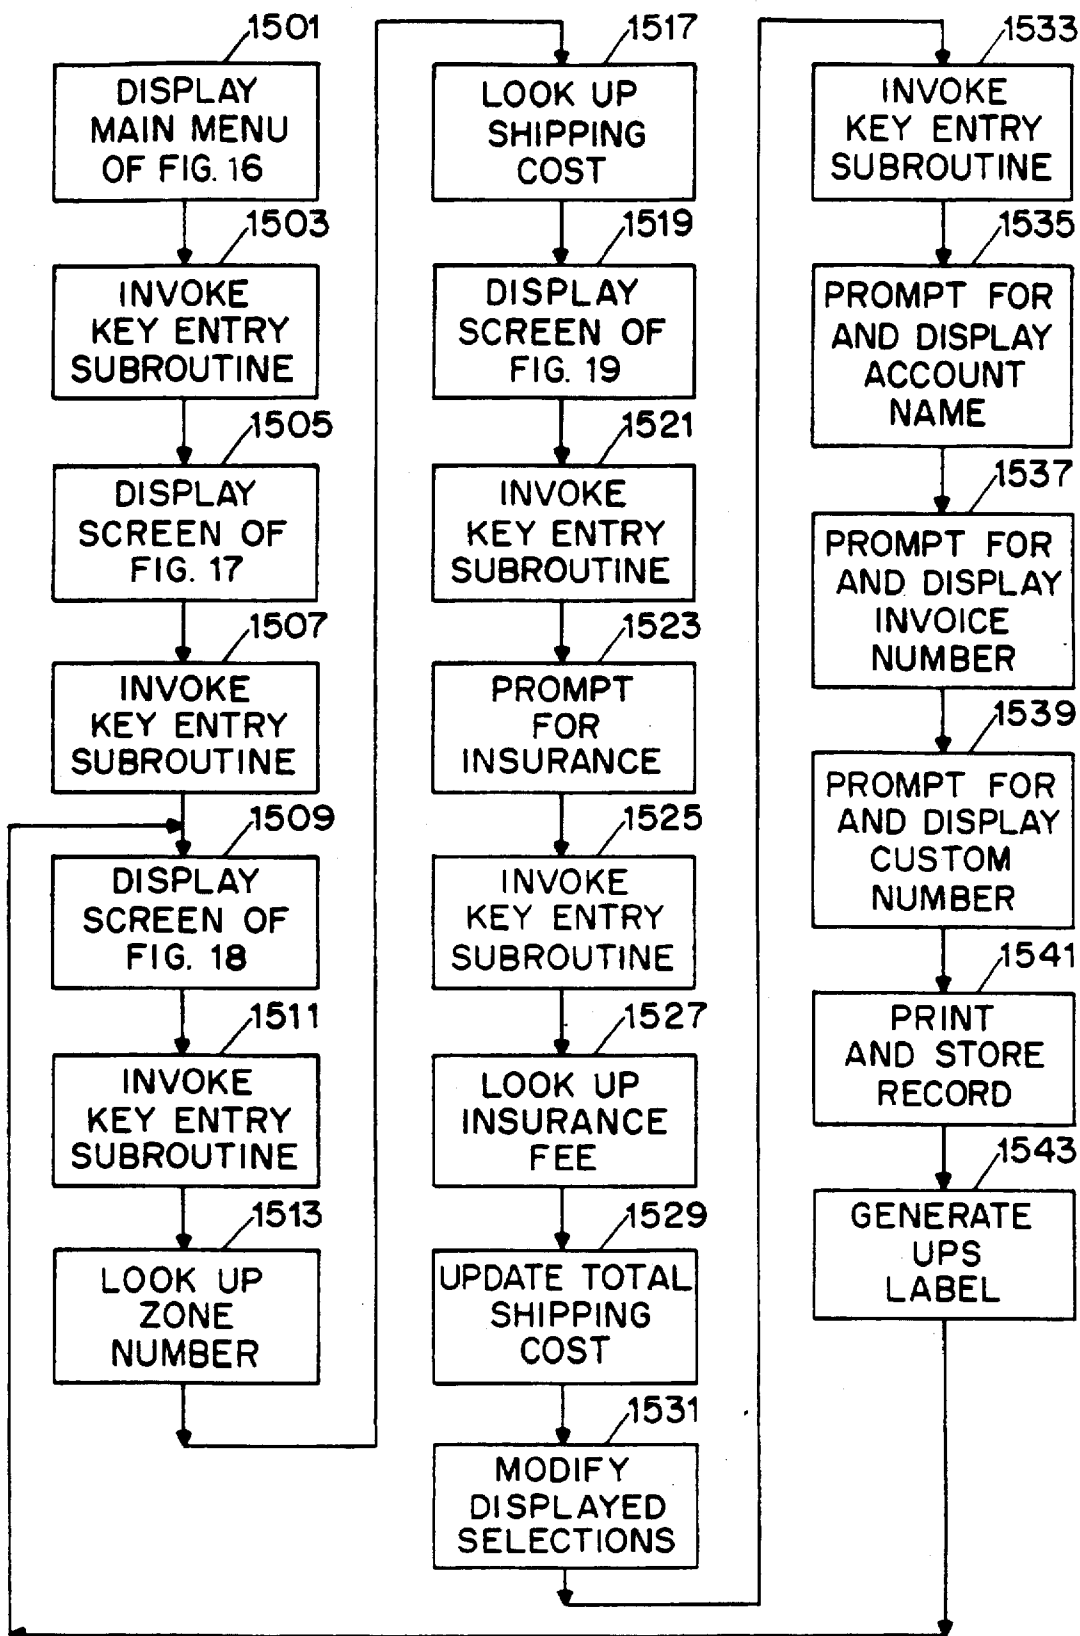 1501
DISPLAY
MAIN MENU
OF FIG. 16
1503
INVOKE
KEY ENTRY
SUBROUTINE
1505
DISPLAY
SCREEN OF
FIG. 17
1507
INVOKE
KEY ENTRY
SUBROUTINE
1509
DISPLAY
SCREEN OF
FIG. 18
1511
INVOKE
KEY ENTRY
SUBROUTINE
1513
LOOK UP
ZONE
NUMBER
1517
LOOK UP
SHIPPING
COST
1519
DISPLAY
SCREEN OF
FIG. 19
1521
INVOKE
KEY ENTRY
SUBROUTINE
1523
PROMPT
FOR
INSURANCE
1525
INVOKE
KEY ENTRY
SUBROUTINE
1527
LOOK UP
INSURANCE
FEE
1529
UPDATE TOTAL
SHIPPING
COST
1531
MODIFY
DISPLAYED
SELECTIONS
1533
INVOKE
KEY ENTRY
SUBROUTINE
1535
PROMPT FOR
AND DISPLAY
ACCOUNT
NAME
1537
PROMPT FOR
AND DISPLAY
INVOICE
NUMBER
1539
PROMPT FOR
AND DISPLAY
CUSTOM
NUMBER
1541
PRINT
AND STORE
RECORD
1543
GENERATE
UPS
LABEL